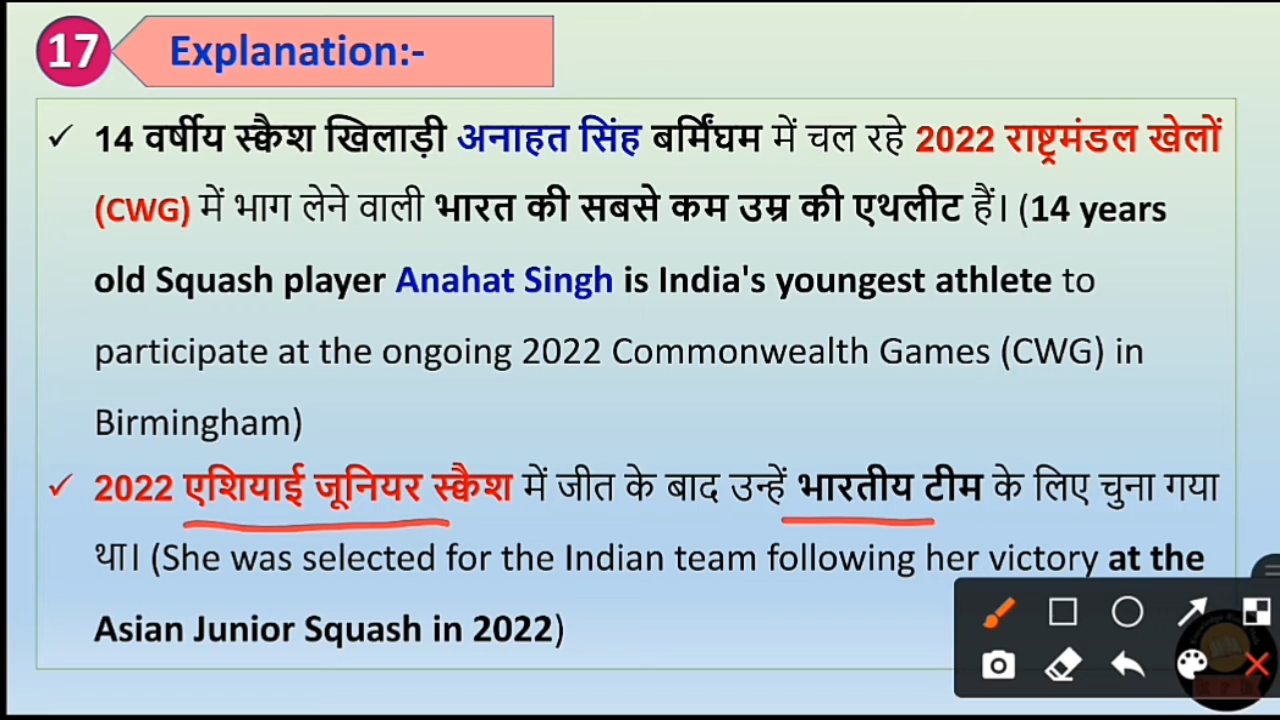 17 Explanation:-
✓ 14 वर्षीय स्क्वैश खिलाड़ी अनाहत सिंह बर्मिंघम में चल रहे 2022 राष्ट्रमंडल खेलों
(CWG) में भाग लेने वाली भारत की सबसे कम उम्र की एथलीट हैं। (14 years
old Squash player Anahat Singh is India's youngest athlete to
participate at the ongoing 2022 Commonwealth Games (CWG) in
Birmingham)
✓ 2022 एशियाई जूनियर स्क्वैश में जीत के बाद उन्हें भारतीय टीम के लिए चुना गया
था। (She was selected for the Indian team following her victory at the
Asian Junior Squash in 2022)